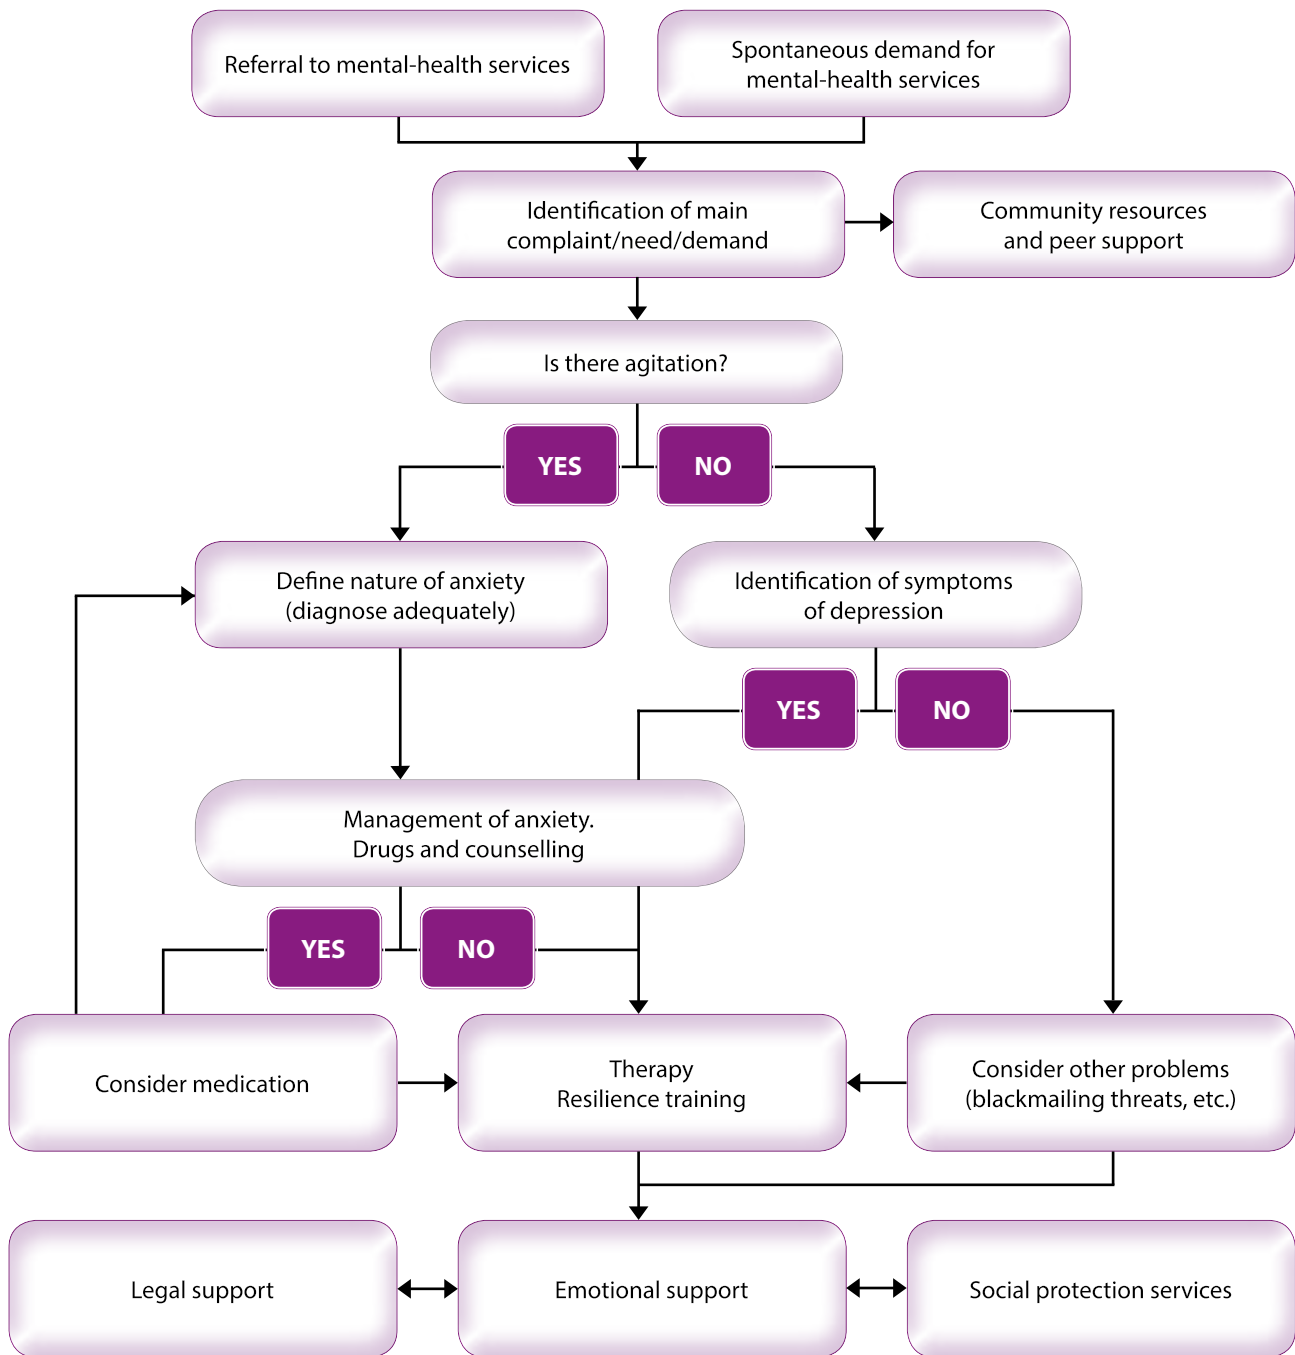 Referral to mental-health services
Spontaneous demand for
mental-health services
Identification of main
complaint/need/demand
Community resources
and peer support
Is there agitation?
YES
NO
Define nature of anxiety
(diagnose adequately)
Identification of symptoms
of depression
YES
NO
Management of anxiety.
Drugs and counselling
YES
NO
Consider medication
Therapy
Resilience training
Consider other problems
(blackmailing threats, etc.)
Legal support
Emotional support
Social protection services